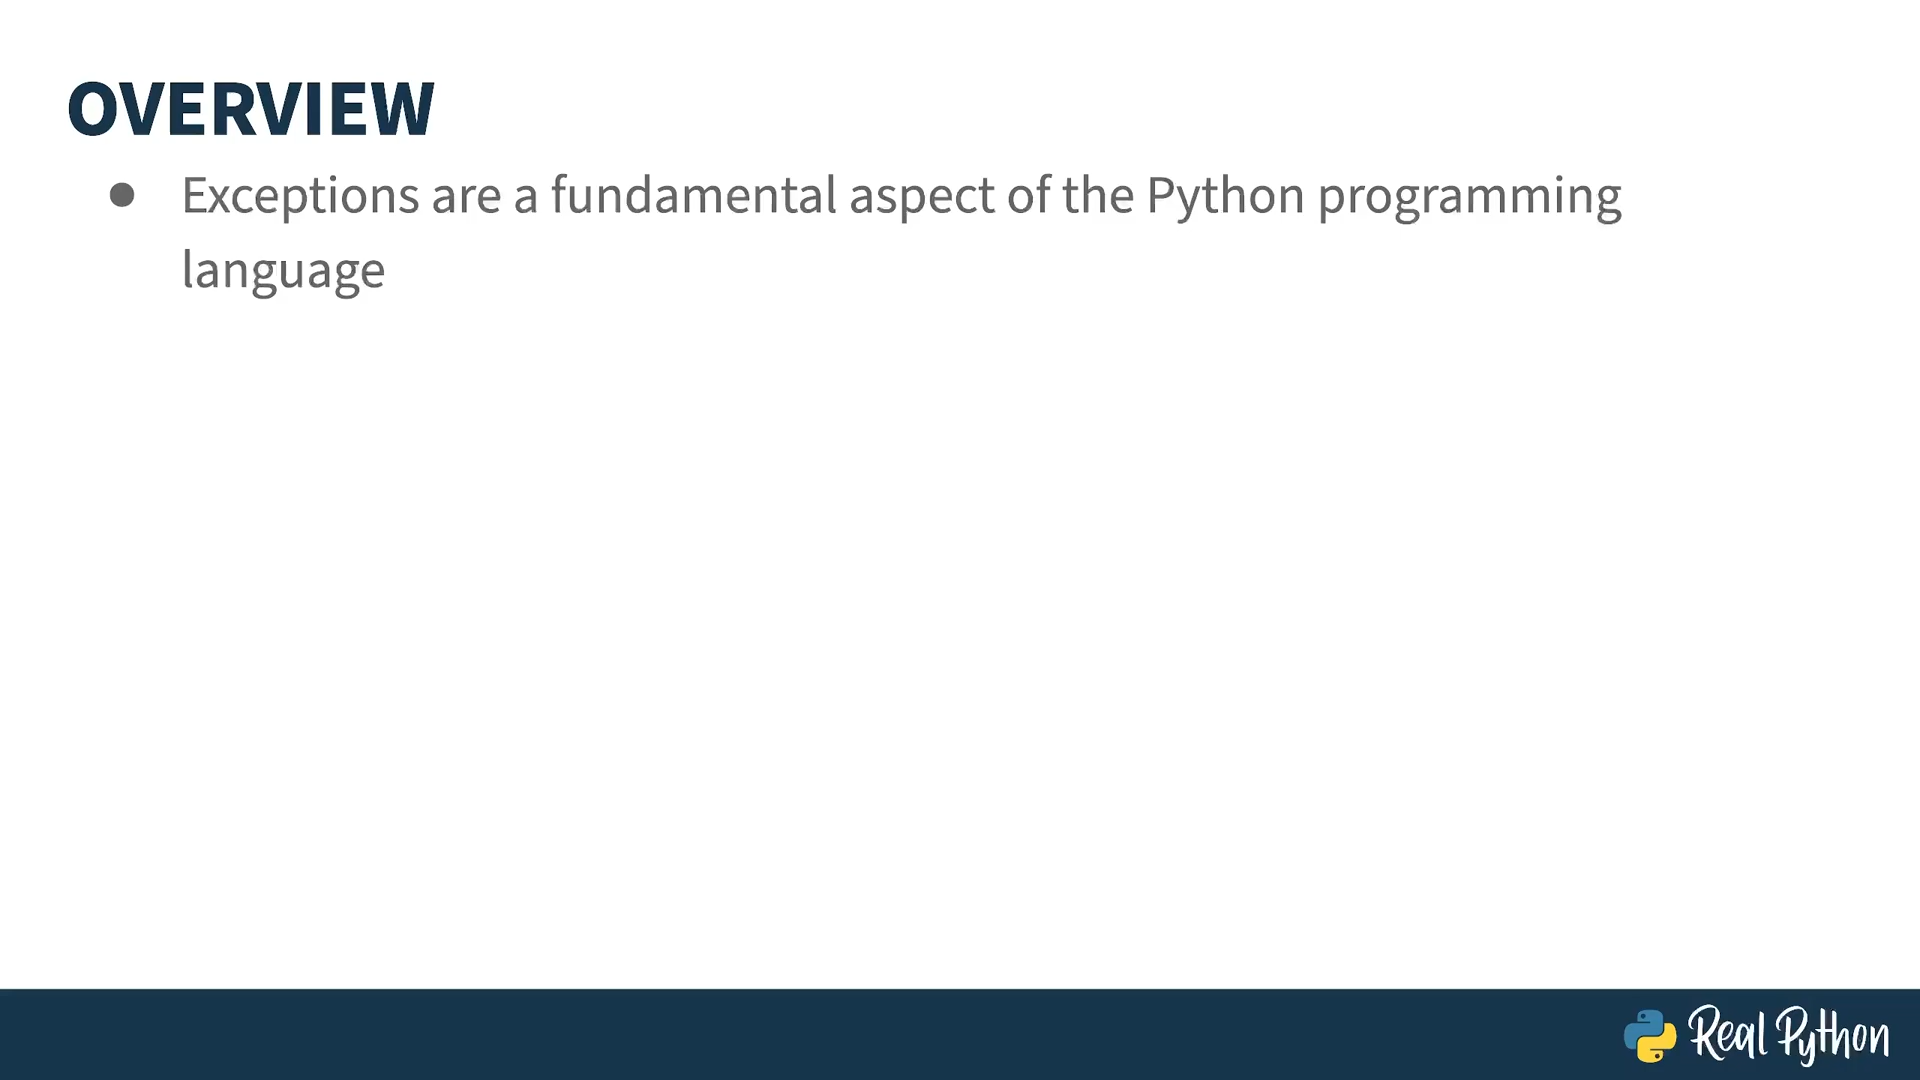 OVERVIEW
● Exceptions are a fundamental aspect of the Python programming
language
Real Python